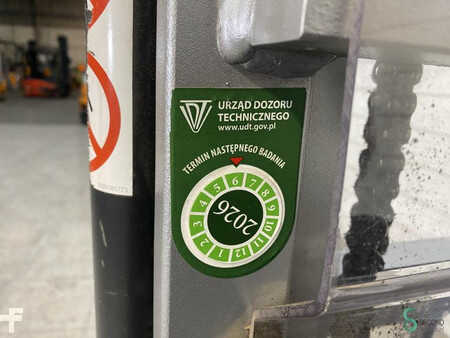 URZĄD DOZORU
TECHNICZNEGO
www.udt.gov.pl
TERMIN NASTĘPNEGO BADANIA
1 2 3 4 5 6 7 8 9 10 11 12
2026